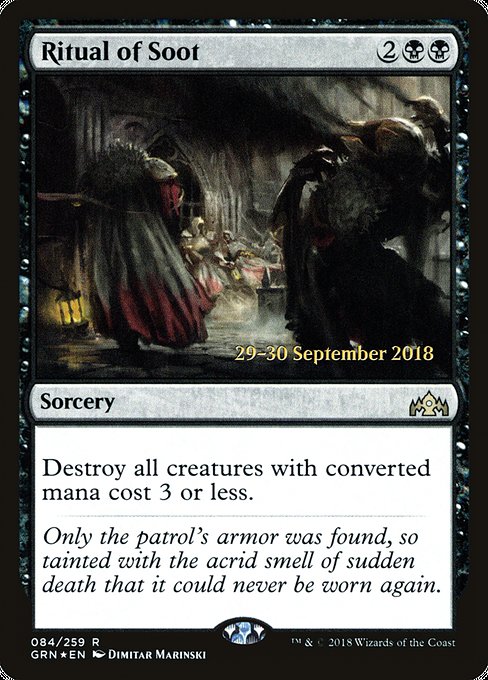 Ritual of Soot 2
29–30 September 2018
Sorcery
Destroy all creatures with converted
mana cost 3 or less.
Only the patrol's armor was found, so
tainted with the acrid smell of sudden
death that it could never be worn again.
084/259 R
GRN★EN Dimitar Marinski
™ & © 2018 Wizards of the Coast